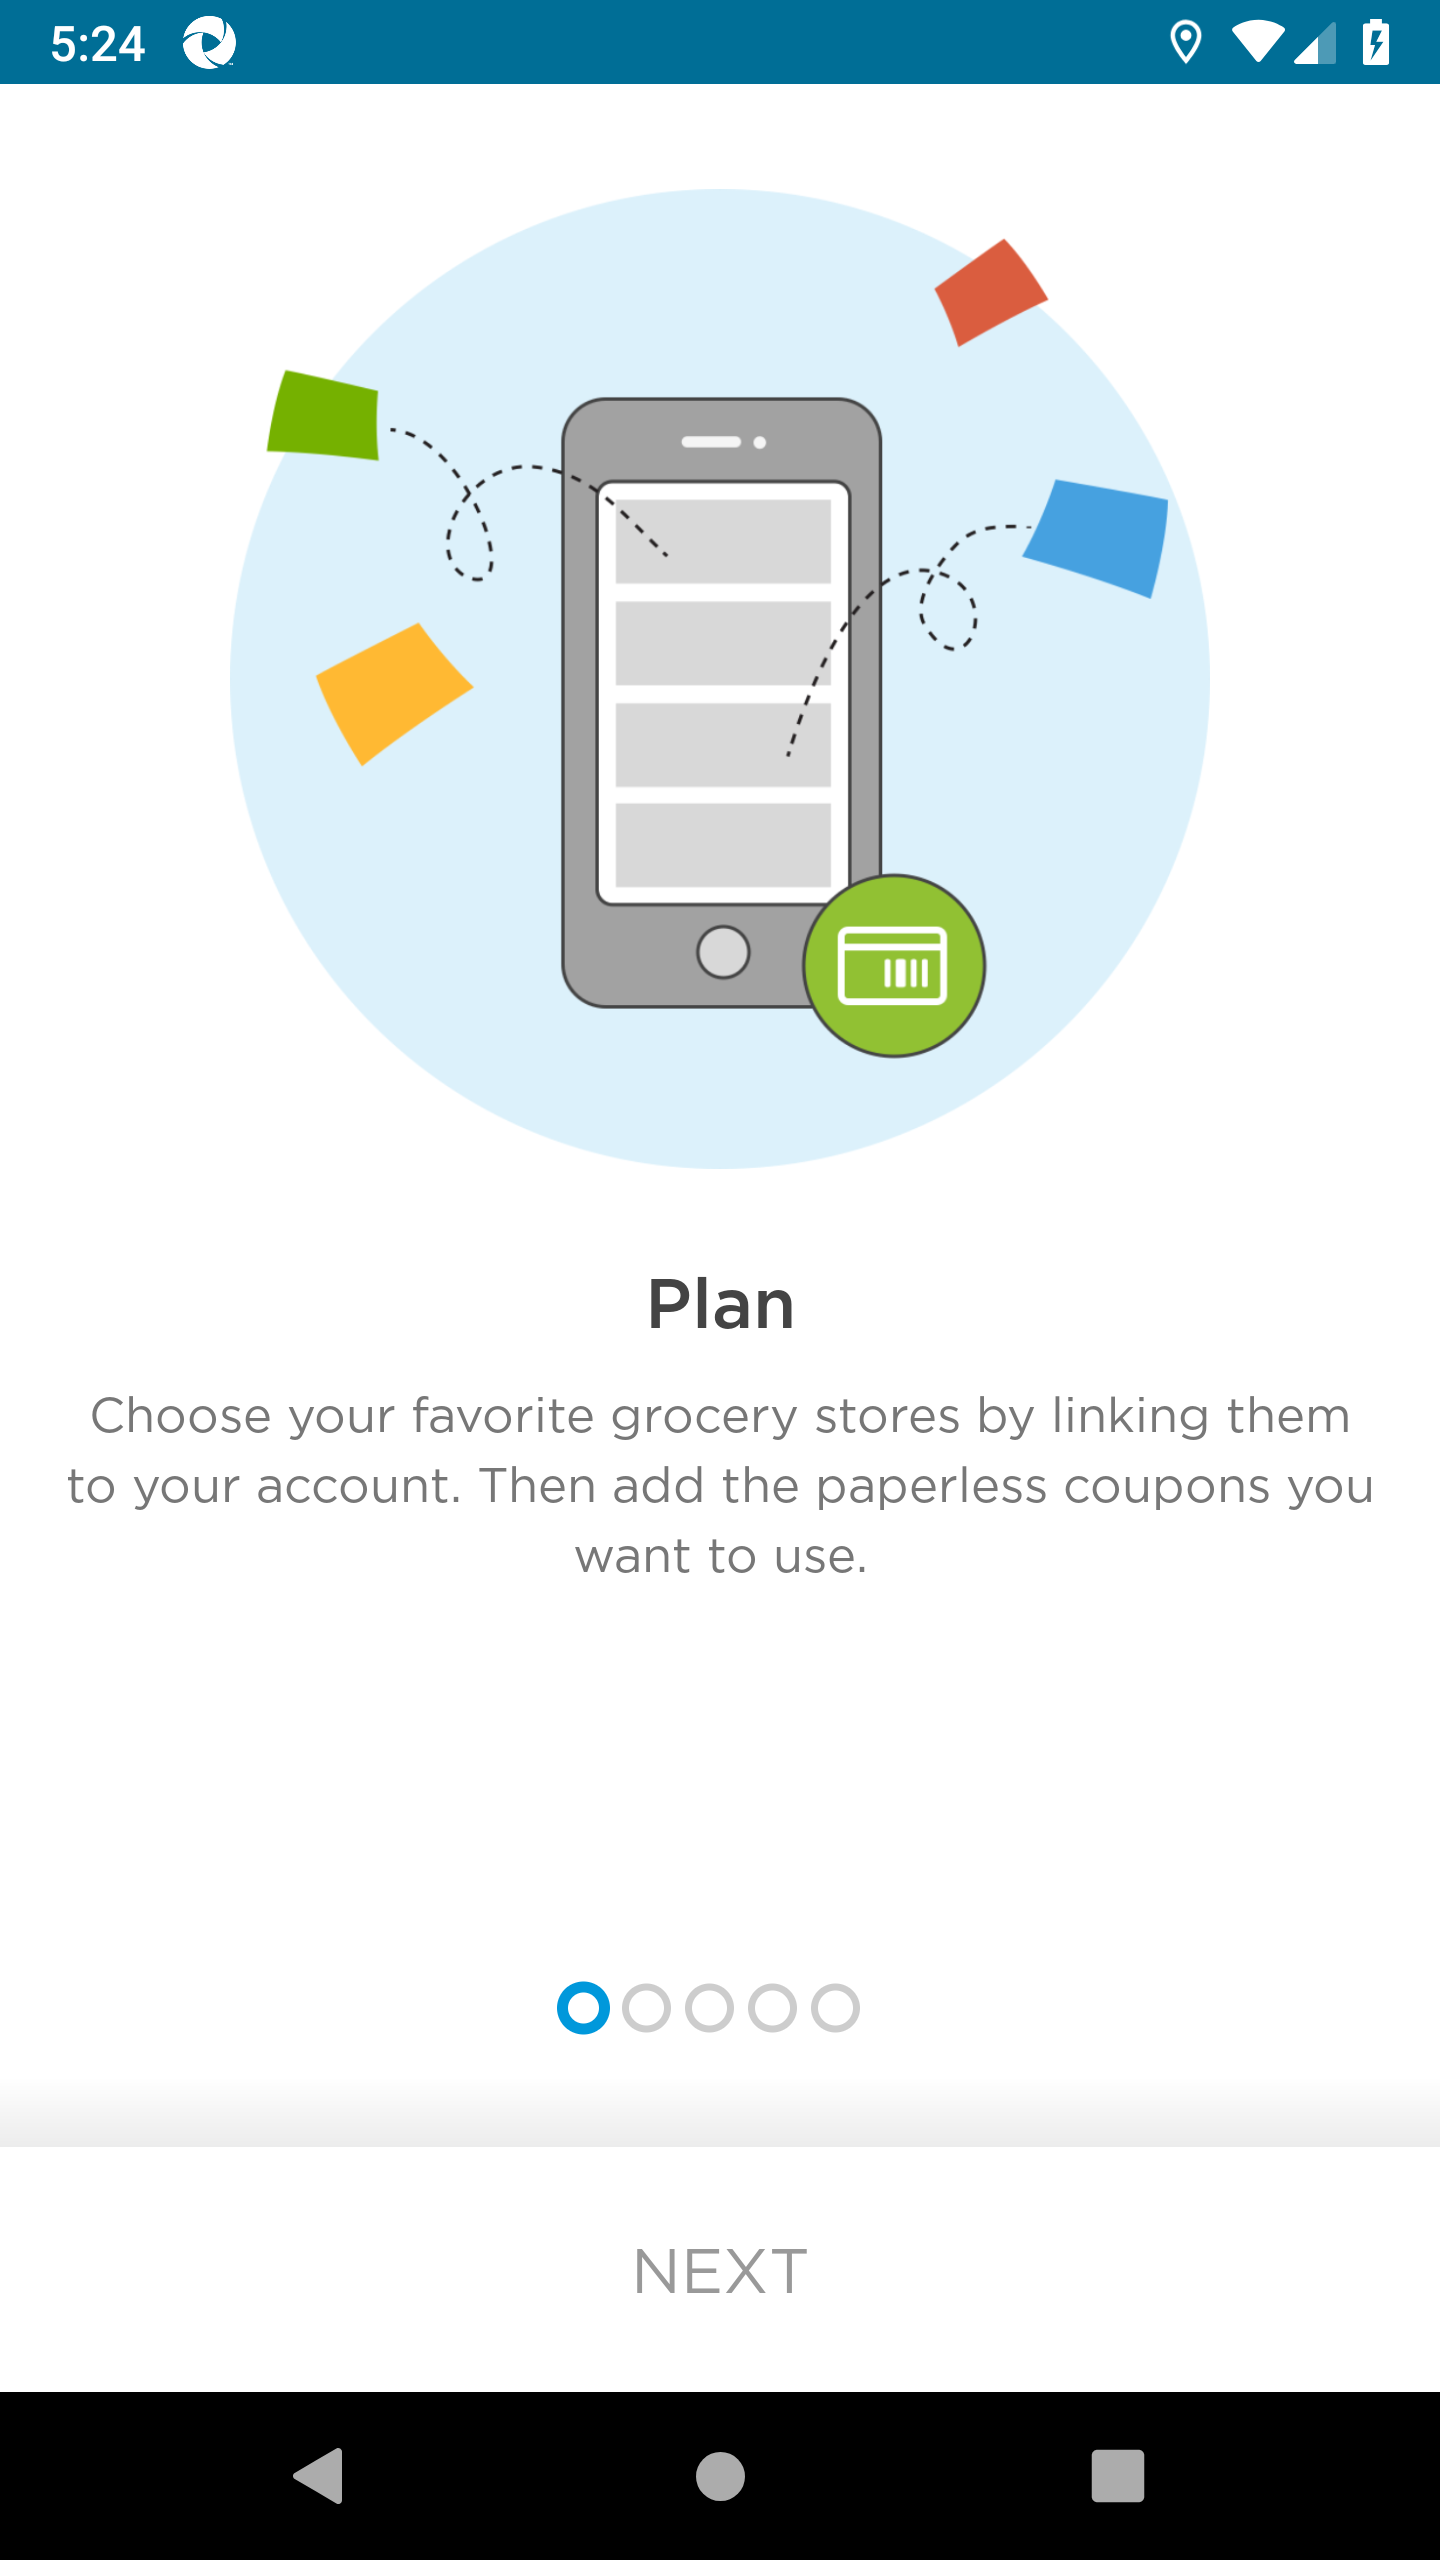 5:24
Plan
Choose your favorite grocery stores by linking them
to your account. Then add the paperless coupons you
want to use.
NEXT